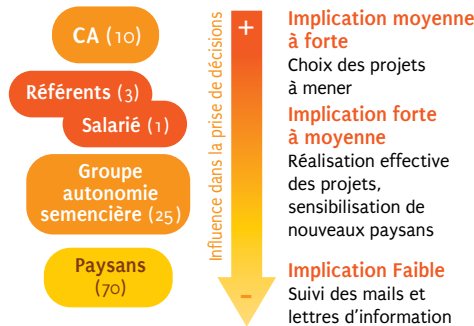 CA (10)
Référents (3)
Salarié (1)
Groupe
autonomie
semencière (25)
Paysans
(70)
Influence dans la prise de décisions
+
–
Implication moyenne
à forte
Choix des projets
à mener
Implication forte
à moyenne
Réalisation effective
des projets,
sensibilisation de
nouveaux paysans
Implication Faible
Suivi des mails et
lettres d'information